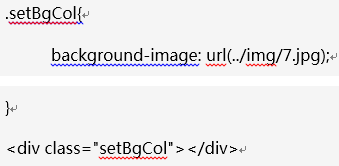 .setBgCol{
background-image: url(../img/7.jpg);
}
<div class="setBgCol"></div>